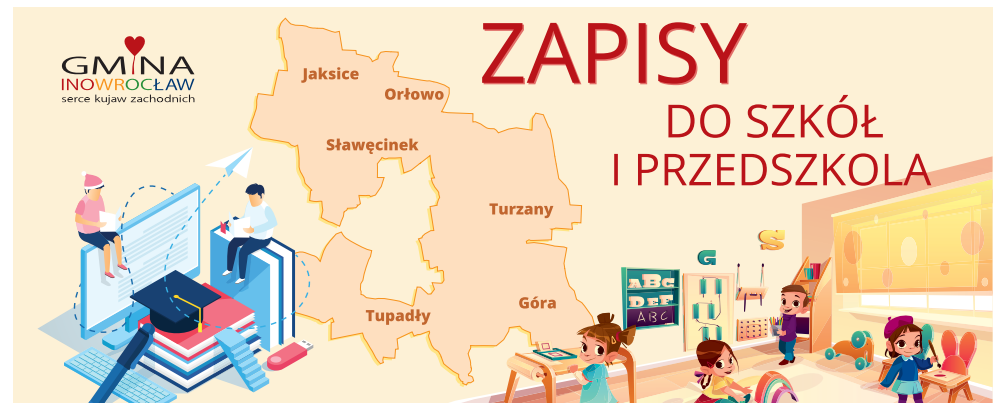 GMINA
INOWROCŁAW
serce kujaw zachodnich
Jaksice
Orłowo
Sławęcinek
Turzany
Góra
Tupadły
ZAPISY
DO SZKÓŁ
I PRZEDSZKOLA
G S
ABC
DEF
ABC